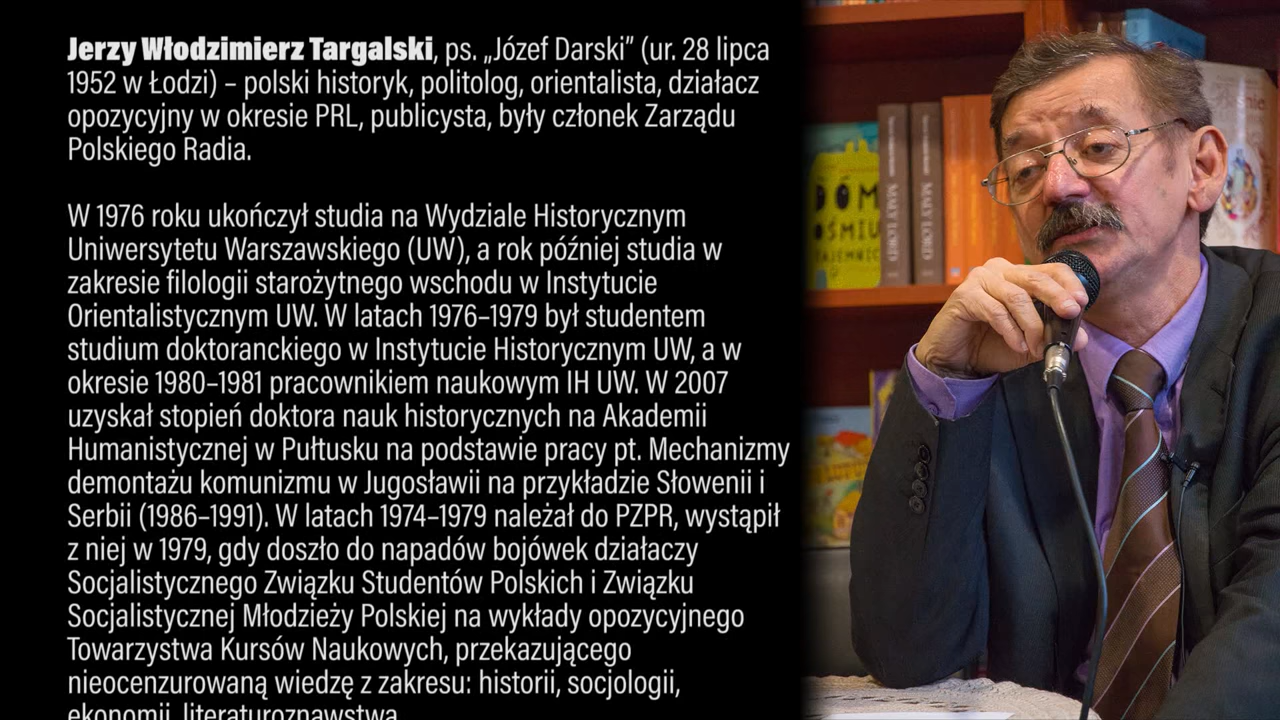 Jerzy Włodzimierz Targalski, ps. „Józef Darski” (ur. 28 lipca
1952 w Łodzi) – polski historyk, politolog, orientalista, działacz
opozycyjny w okresie PRL, publicysta, były członek Zarządu
Polskiego Radia.
W 1976 roku ukończył studia na Wydziale Historycznym
Uniwersytetu Warszawskiego (UW), a rok później studia w
zakresie filologii starożytnego wschodu w Instytucie
Orientalistycznym UW. W latach 1976–1979 był studentem
studium doktoranckiego w Instytucie Historycznym UW, a w
okresie 1980–1981 pracownikiem naukowym IH UW. W 2007
uzyskał stopień doktora nauk historycznych na Akademii
Humanistycznej w Pułtusku na podstawie pracy pt. Mechanizmy
demontażu komunizmu w Jugosławii na przykładzie Słowenii i
Serbii (1986–1991). W latach 1974–1979 należał do PZPR, wystąpił
z niej w 1979, gdy doszło do napadów bojówek działaczy
Socjalistycznego Związku Studentów Polskich i Związku
Socjalistycznej Młodzieży Polskiej na wykłady opozycyjnego
Towarzystwa Kursów Naukowych, przekazującego
nieocenzurowaną wiedzę z zakresu: historii, socjologii,
ekonomii, literaturoznawstwa
MAŁY LORD
MAŁY LORD